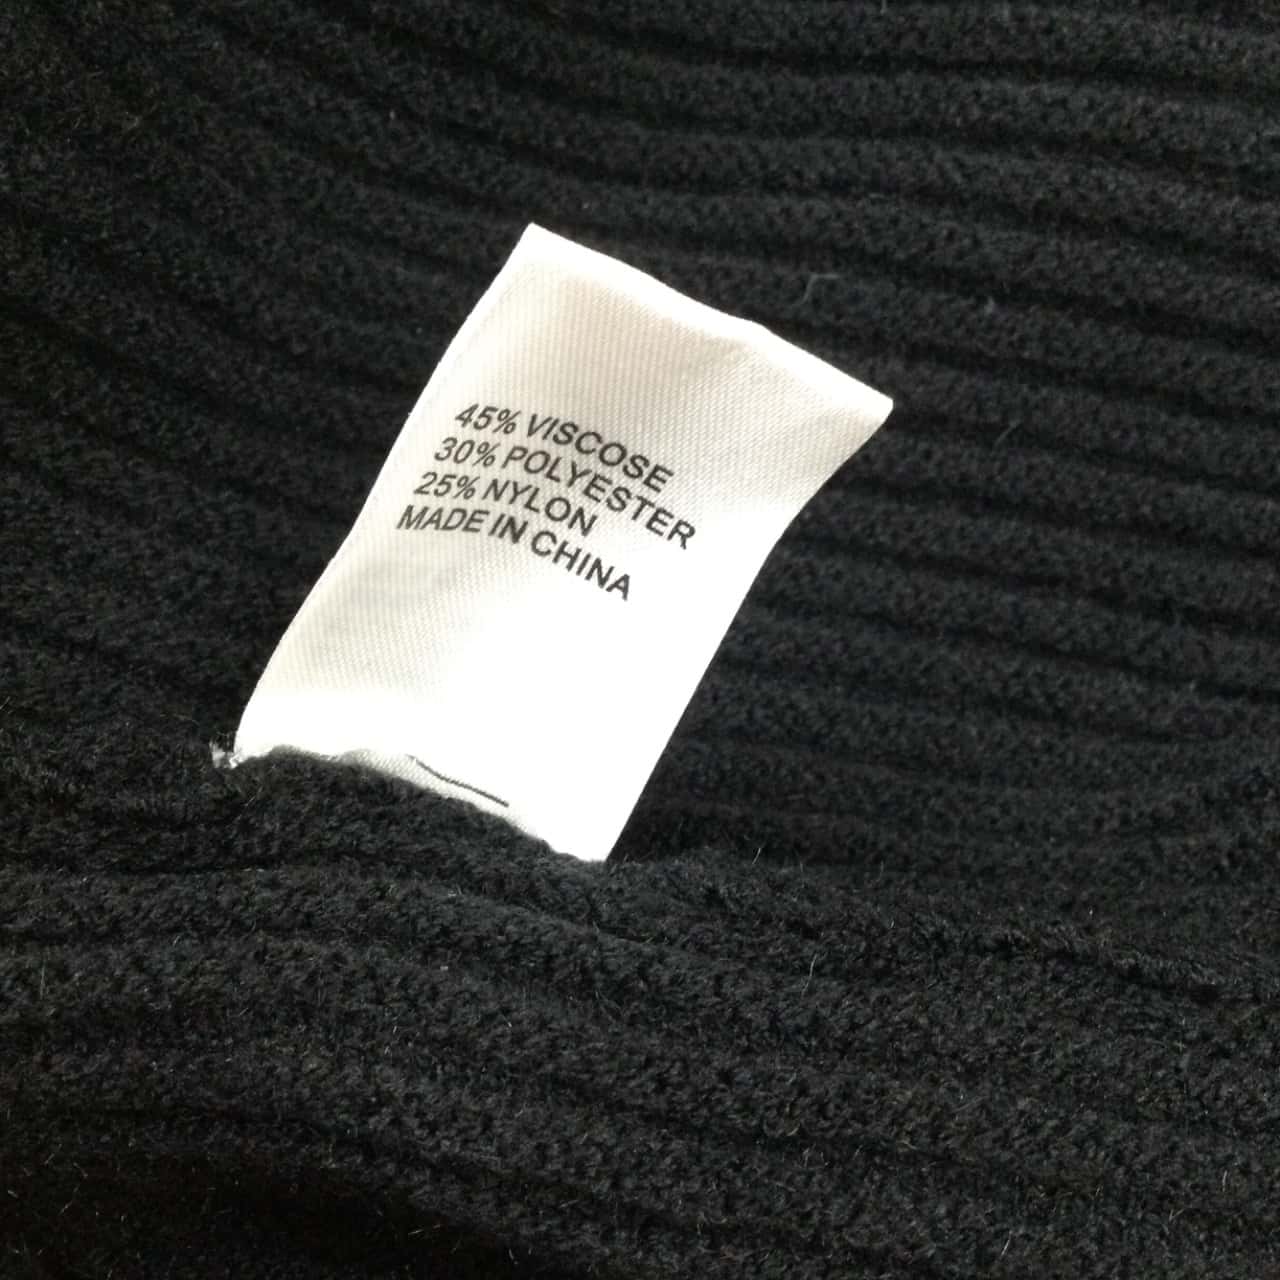 45% VISCOSE
30% POLYESTER
25% NYLON
MADE IN CHINA